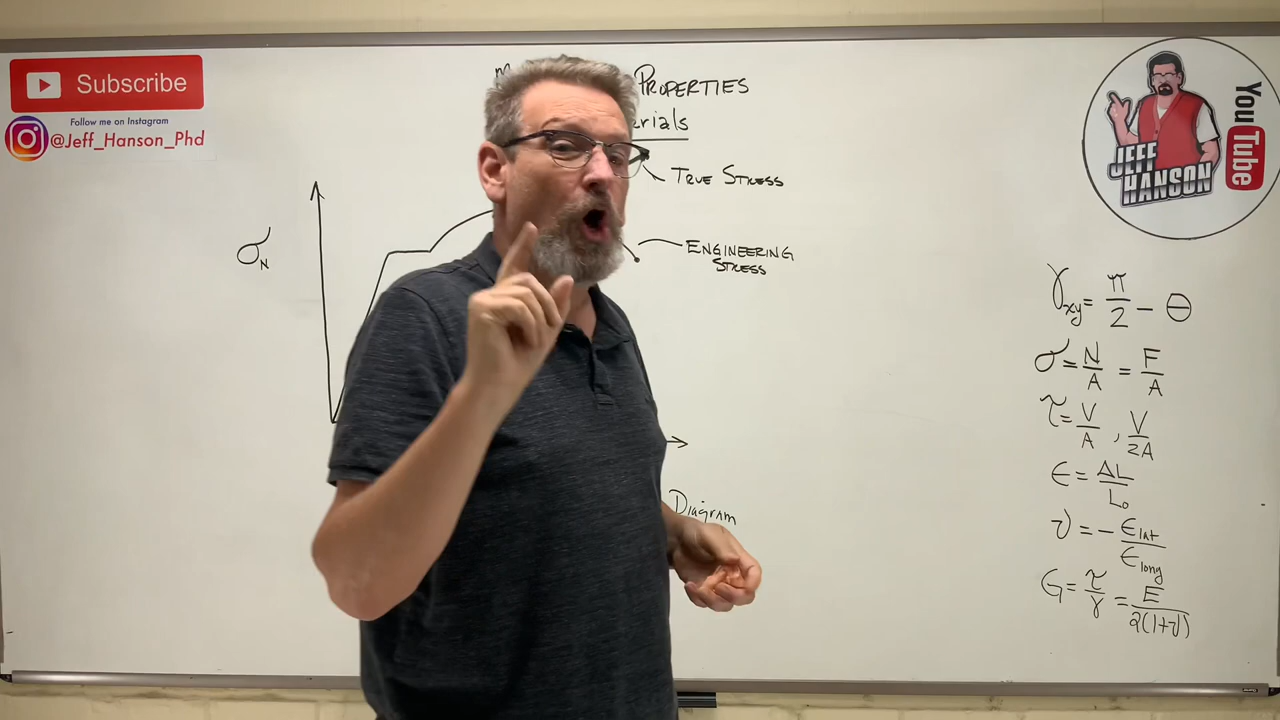 Subscribe
Follow me on Instagram
@Jeff_Hanson_Phd
PROPERTIES
erials
TRUE STRESS
ENGINEERING
STRESS
σN
Diagram
γxy = π/2 - θ
σ = N/A = F/A
τ = V/A , V/2A
ε = ΔL/L₀
ν = - εlat/εlong
G = τ/γ = E/2(1+ν)
JEFF
HANSON
YouTube